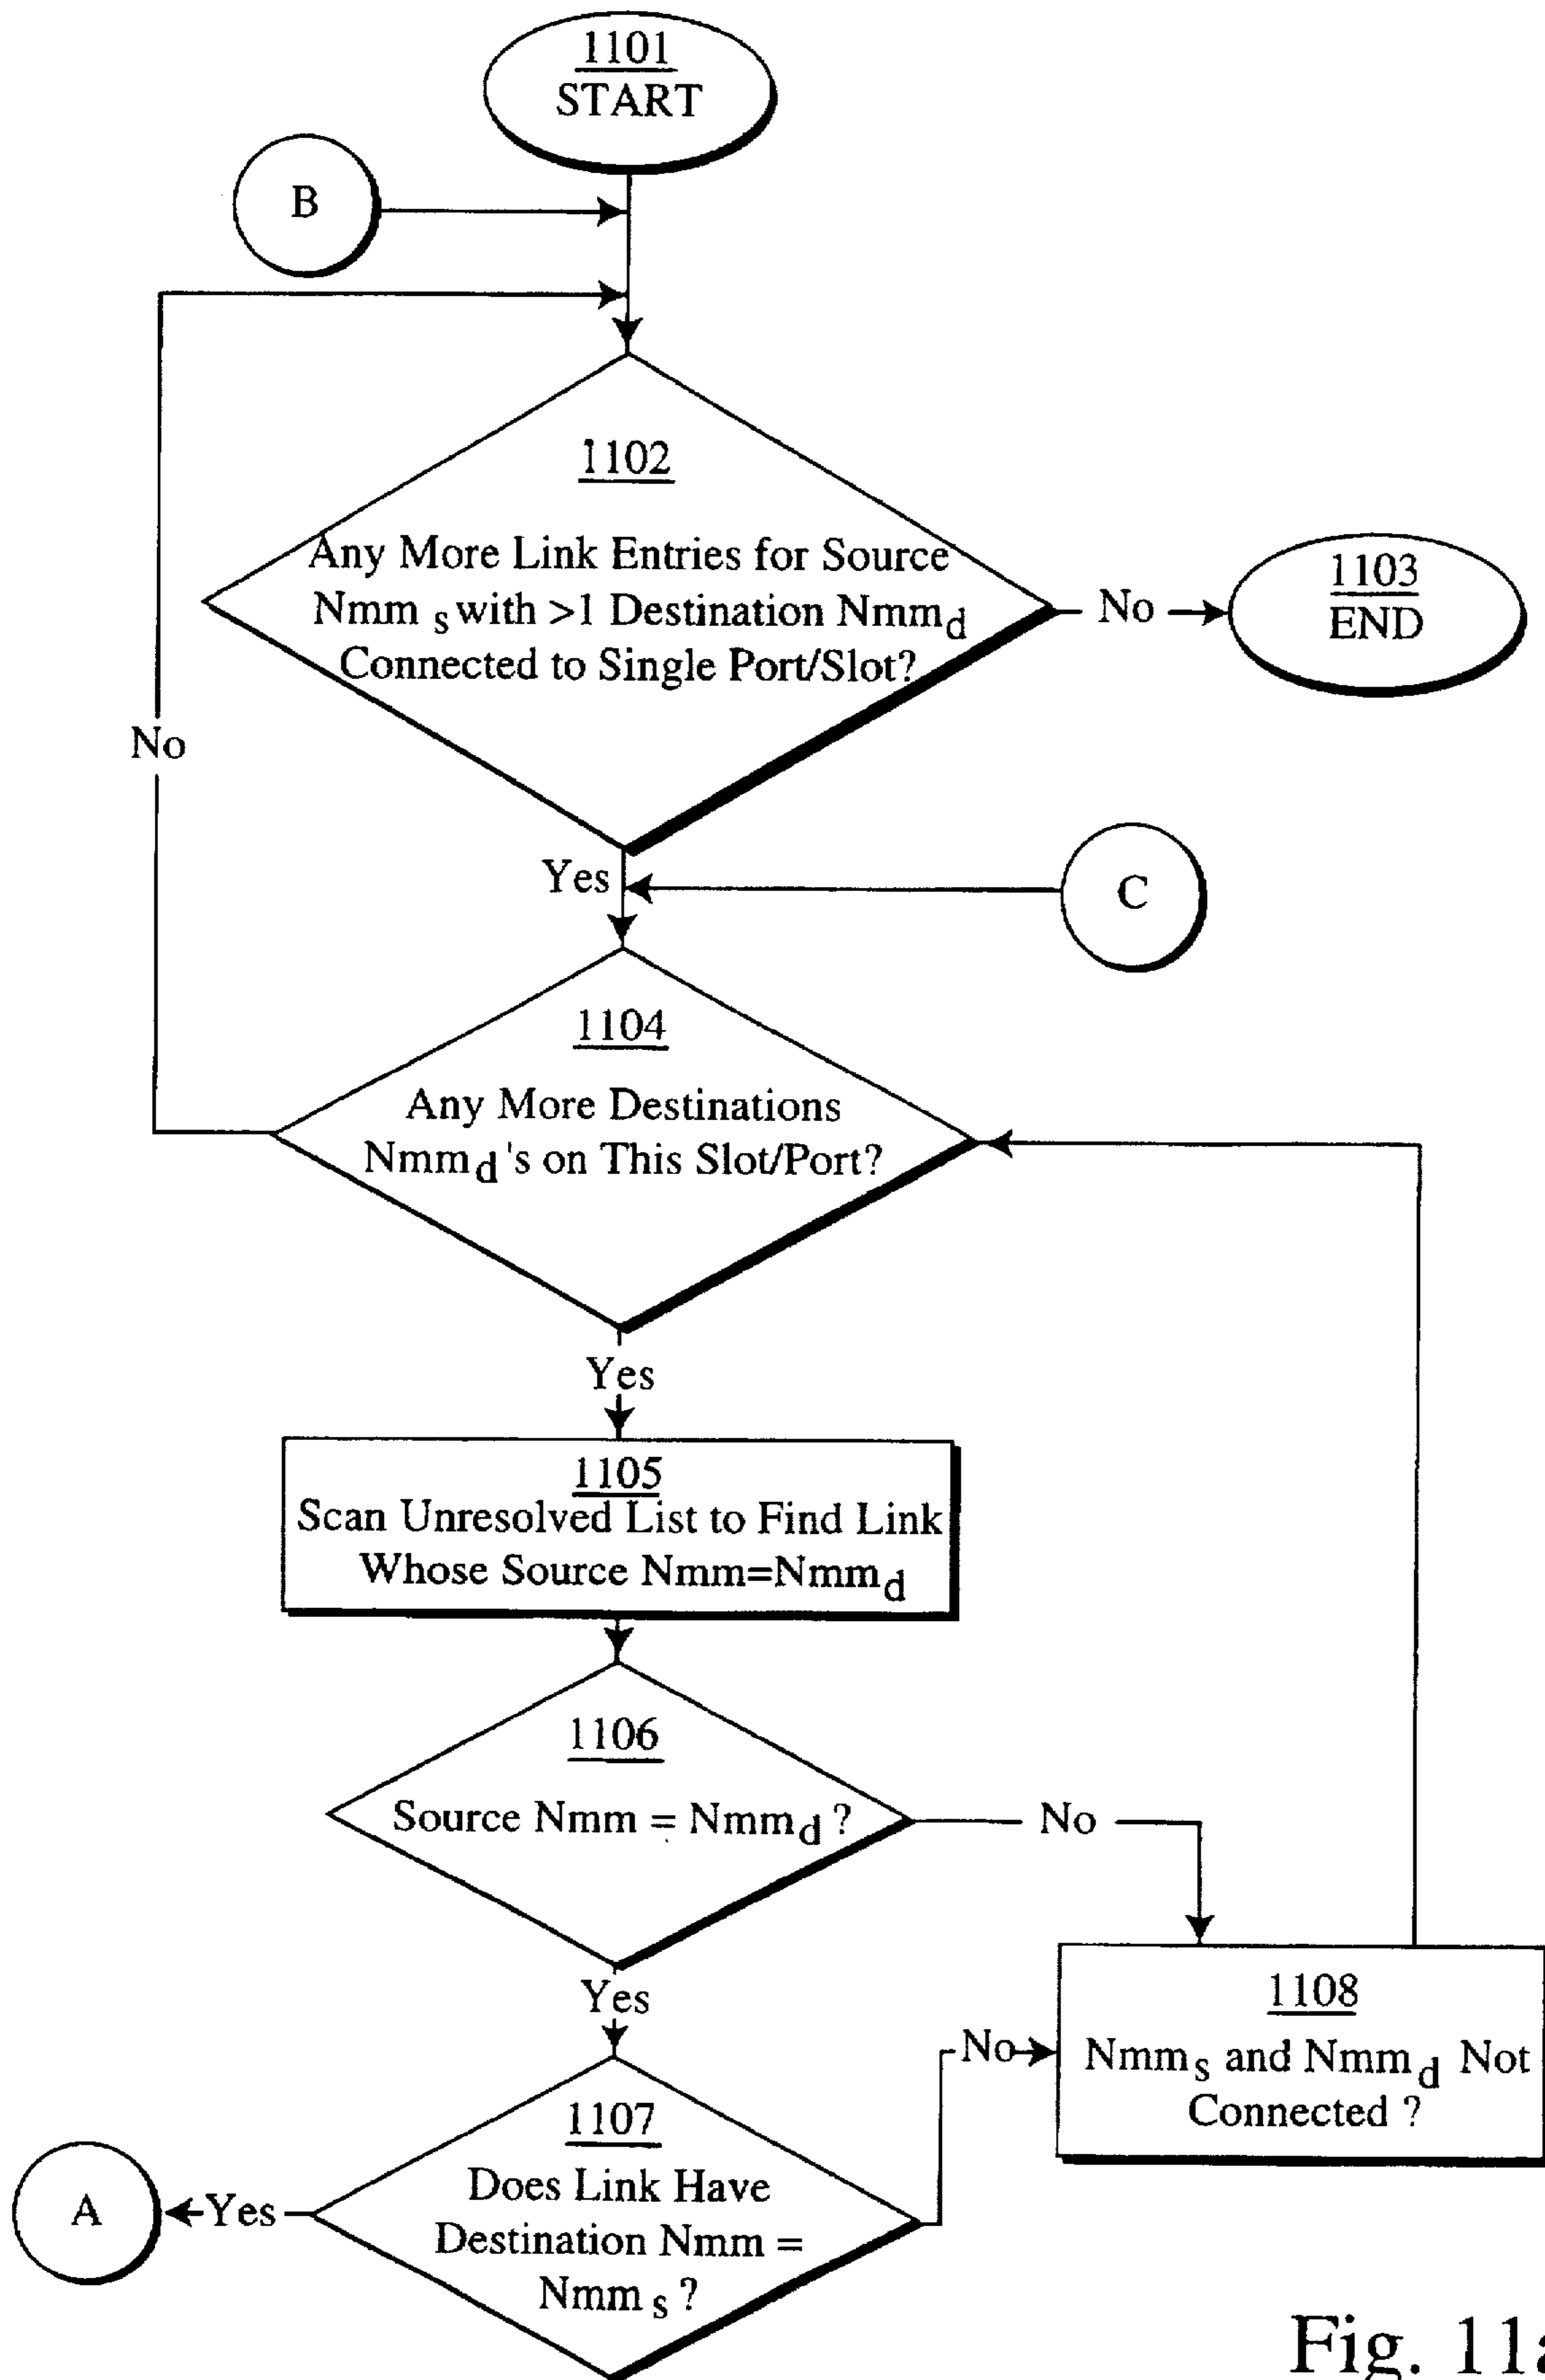 1101
START
B
1102
Any More Link Entries for Source
Nmm s with >1 Destination Nmm d
Connected to Single Port/Slot?
No
1103
END
No
Yes
C
1104
Any More Destinations
Nmm d 's on This Slot/Port?
Yes
1105
Scan Unresolved List to Find Link
Whose Source Nmm=Nmm d
1106
Source Nmm = Nmm d ?
No
Yes
1108
Nmm s and Nmm d Not
Connected ?
No
1107
Does Link Have
Destination Nmm =
Nmm s ?
Yes
A
Fig. 11a